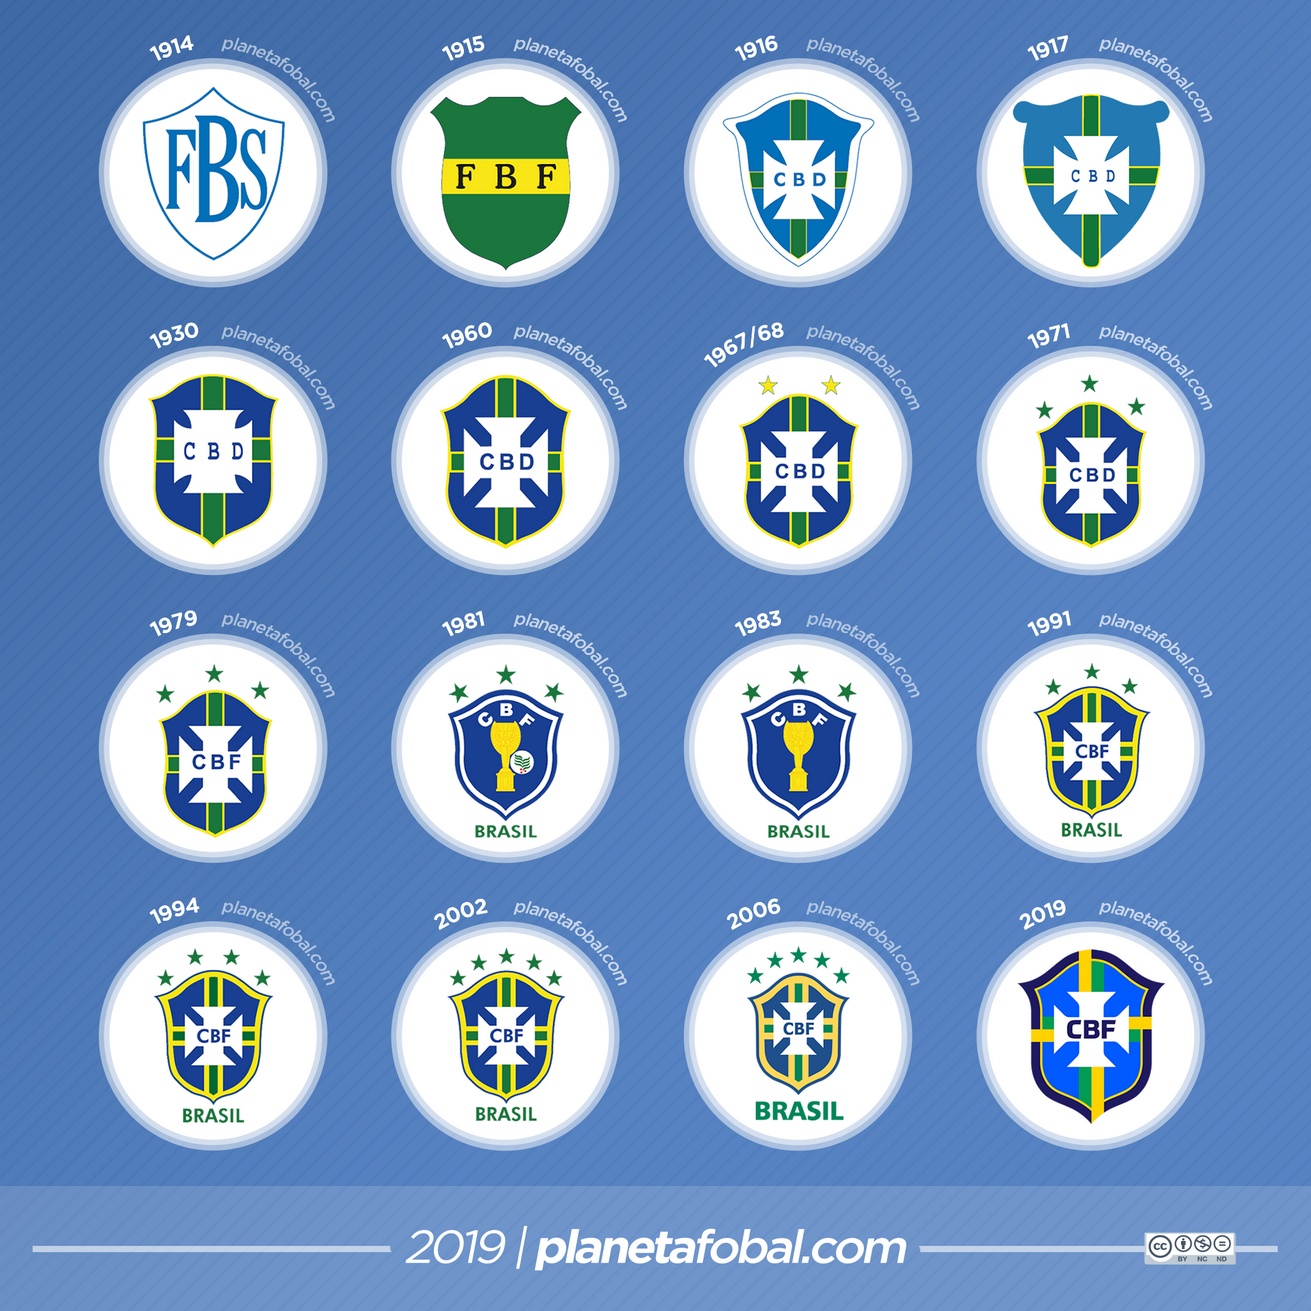 1914 planetafobal.com
FBS
1915 planetafobal.com
F B F
1916 planetafobal.com
CBD
1917 planetafobal.com
C B D
1930 planetafobal.com
C B D
1960 planetafobal.com
CBD
1967/68 planetafobal.com
CBD
1971 planetafobal.com
CBD
1979 planetafobal.com
CBF
1981 planetafobal.com
CBF
BRASIL
1983 planetafobal.com
CBF
BRASIL
1991 planetafobal.com
CBF
BRASIL
1994 planetafobal.com
CBF
BRASIL
2002 planetafobal.com
CBF
BRASIL
2006 planetafobal.com
CBF
BRASIL
2019 planetafobal.com
CBF
2019 | planetafobal.com
cc
BY NC ND